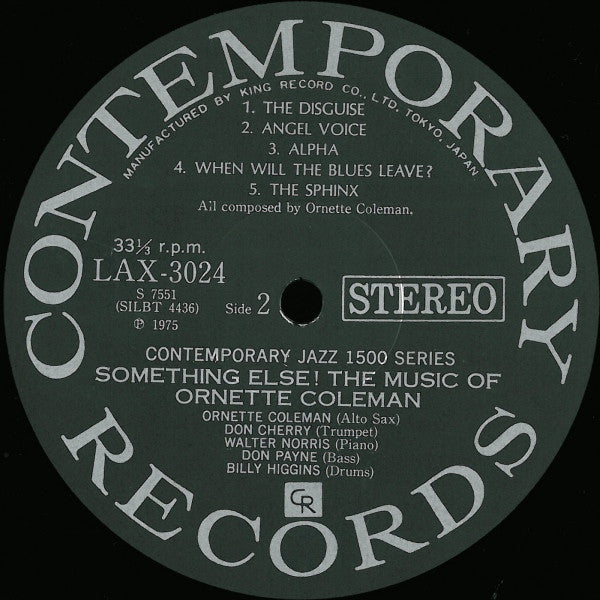 CONTEMPORARY
MANUFACTURED BY KING RECORD CO., LTD. TOKYO, JAPAN.
1. THE DISGUISE
2. ANGEL VOICE
3. ALPHA
4. WHEN WILL THE BLUES LEAVE?
5. THE SPHINX
All composed by Ornette Coleman.
33⅓ r.p.m.
LAX-3024
S 7551
(SILBT 4436)
Side 2
℗ 1975
STEREO
CONTEMPORARY JAZZ 1500 SERIES
SOMETHING ELSE! THE MUSIC OF
ORNETTE COLEMAN
ORNETTE COLEMAN (Alto Sax)
DON CHERRY (Trumpet)
WALTER NORRIS (Piano)
DON PAYNE (Bass)
BILLY HIGGINS (Drums)
CR
RECORDS